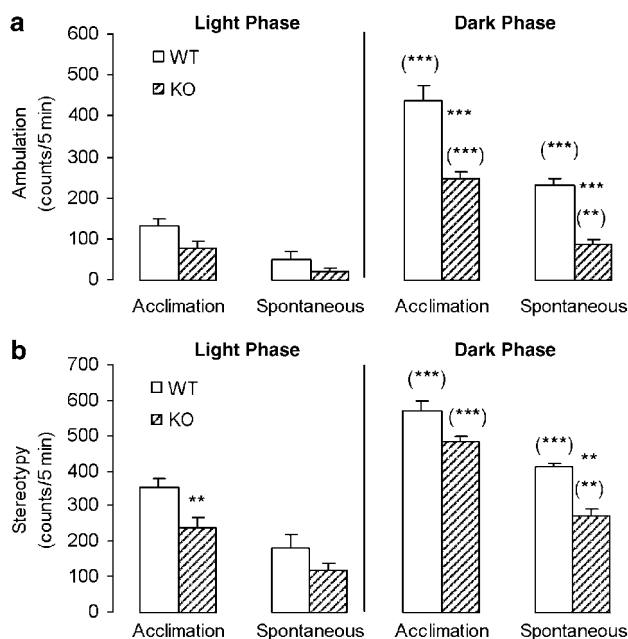 a
Light Phase
Dark Phase
Ambulation
(counts/5 min)
600
500
400
300
200
100
0
WT
KO
(***)
***
(***)
(***)
***
(**)
Acclimation
Spontaneous
Acclimation
Spontaneous
b
Light Phase
Dark Phase
Stereotypy
(counts/5 min)
700
600
500
400
300
200
100
0
WT
KO
**
(***)
(***)
(***)
**
(**)
Acclimation
Spontaneous
Acclimation
Spontaneous